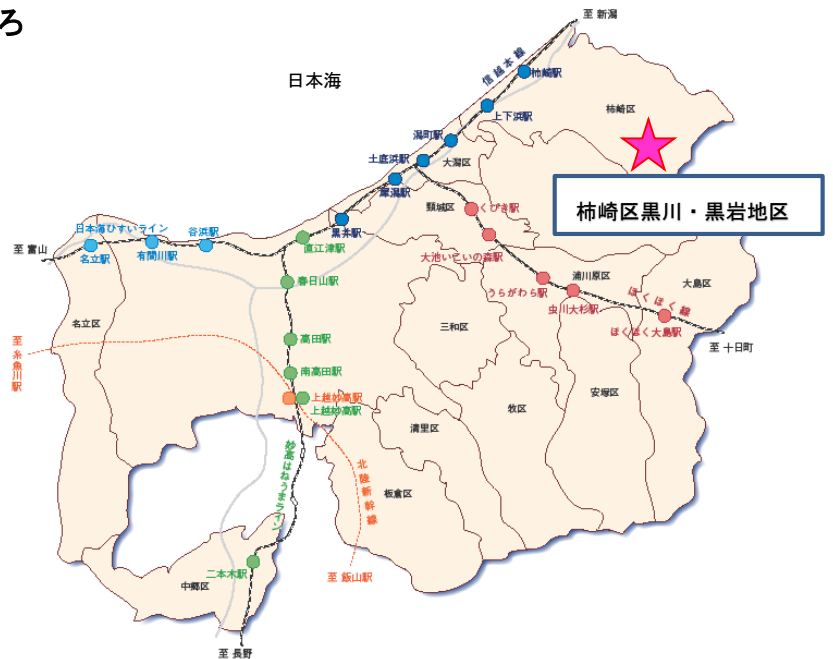 ろ
至 新潟
信越本線
日本海
柿崎駅
柿崎区
上下浜駅
潟町駅
土底浜駅
大潟区
犀潟駅
柿崎区黒川・黒岩地区
頸城区
くびき駅
黒井駅
日本海ひすいライン
谷浜駅
直江津駅
至 富山
名立駅
有間川駅
大池いこいの森駅
春日山駅
うらがわら駅
浦川原区
大島区
虫川大杉駅
ほくほく線
ほくほく大島駅
名立区
三和区
至 十日町
高田駅
至 糸魚川駅
南高田駅
上越妙高駅
上越妙高駅
安塚区
牧区
清里区
妙高はねうまライン
北陸新幹線
板倉区
二本木駅
至 飯山駅
中郷区
至 長野